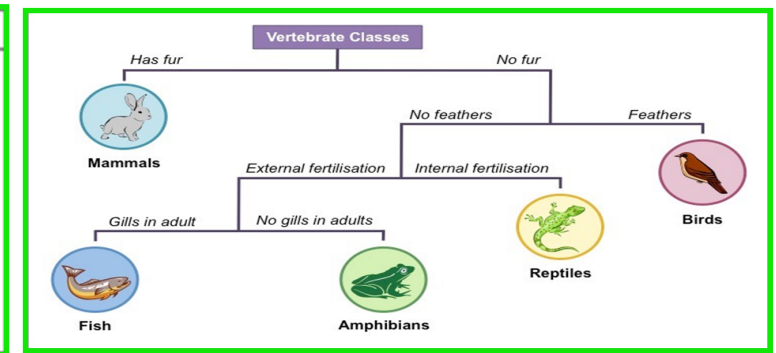 Vertebrate Classes
Has fur
No fur
No feathers
Feathers
Mammals
External fertilisation
Internal fertilisation
Birds
Gills in adult
No gills in adults
Reptiles
Fish
Amphibians